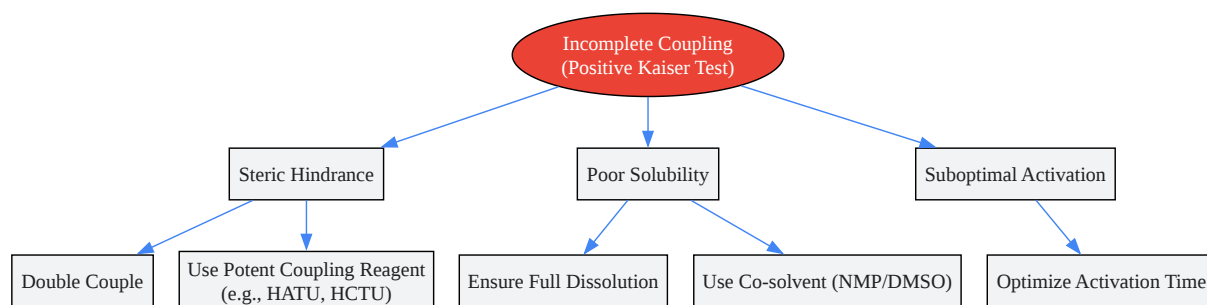 Incomplete Coupling
(Positive Kaiser Test)
Steric Hindrance
Poor Solubility
Suboptimal Activation
Double Couple
Use Potent Coupling Reagent
(e.g., HATU, HCTU)
Ensure Full Dissolution
Use Co-solvent (NMP/DMSO)
Optimize Activation Time